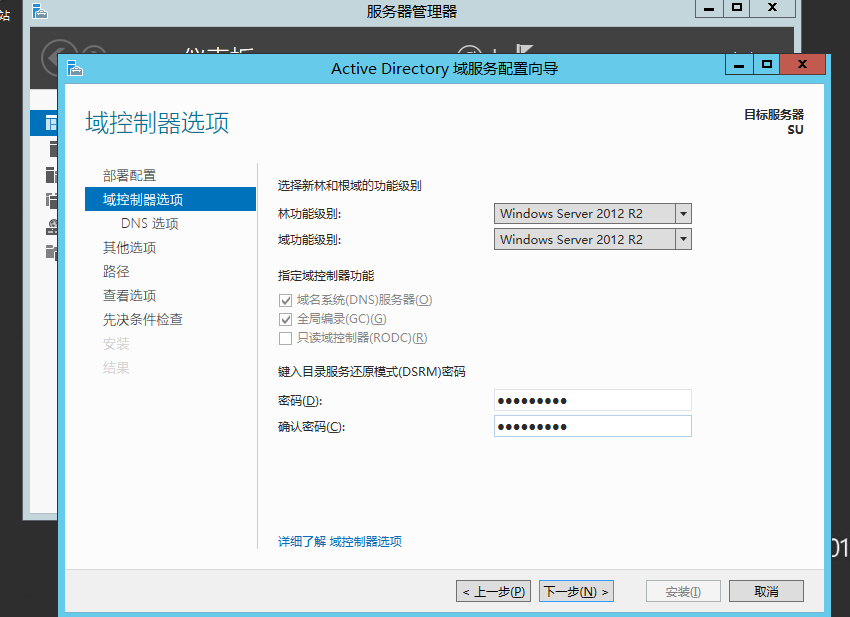 站
服务器管理器
Active Directory 域服务配置向导
域控制器选项
目标服务器
SU
部署配置
域控制器选项
DNS 选项
其他选项
路径
查看选项
先决条件检查
安装
结果
选择新林和根域的功能级别
林功能级别: Windows Server 2012 R2
域功能级别: Windows Server 2012 R2
指定域控制器功能
域名系统(DNS)服务器(O)
全局编录(GC)(G)
只读域控制器(RODC)(R)
键入目录服务还原模式(DSRM)密码
密码(D): ●●●●●●●●●
确认密码(C): ●●●●●●●●●
详细了解 域控制器选项
01
< 上一步(P) 下一步(N) > 安装(I) 取消